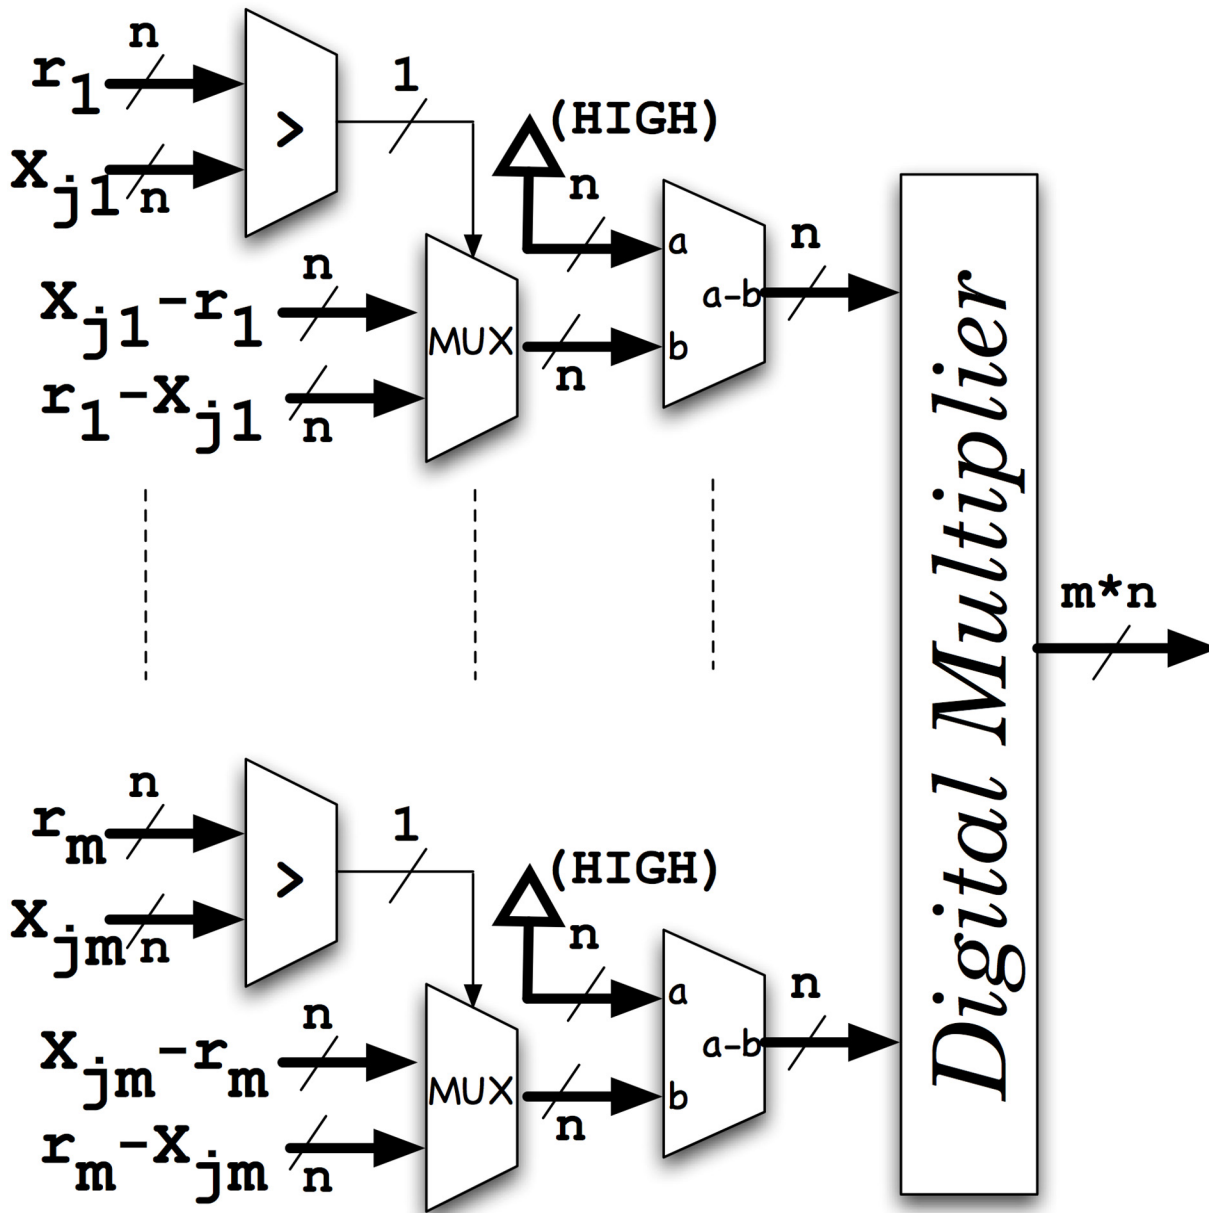 n
r1
>
1
Xj1
n
(HIGH)
n
a
n
a-b
n
Xj1-r1
MUX
b
n
r1-Xj1
n
Digital Multiplier
m*n
n
rm
>
1
Xjm
n
(HIGH)
n
a
n
a-b
n
Xjm-rm
MUX
b
n
rm-Xjm
n